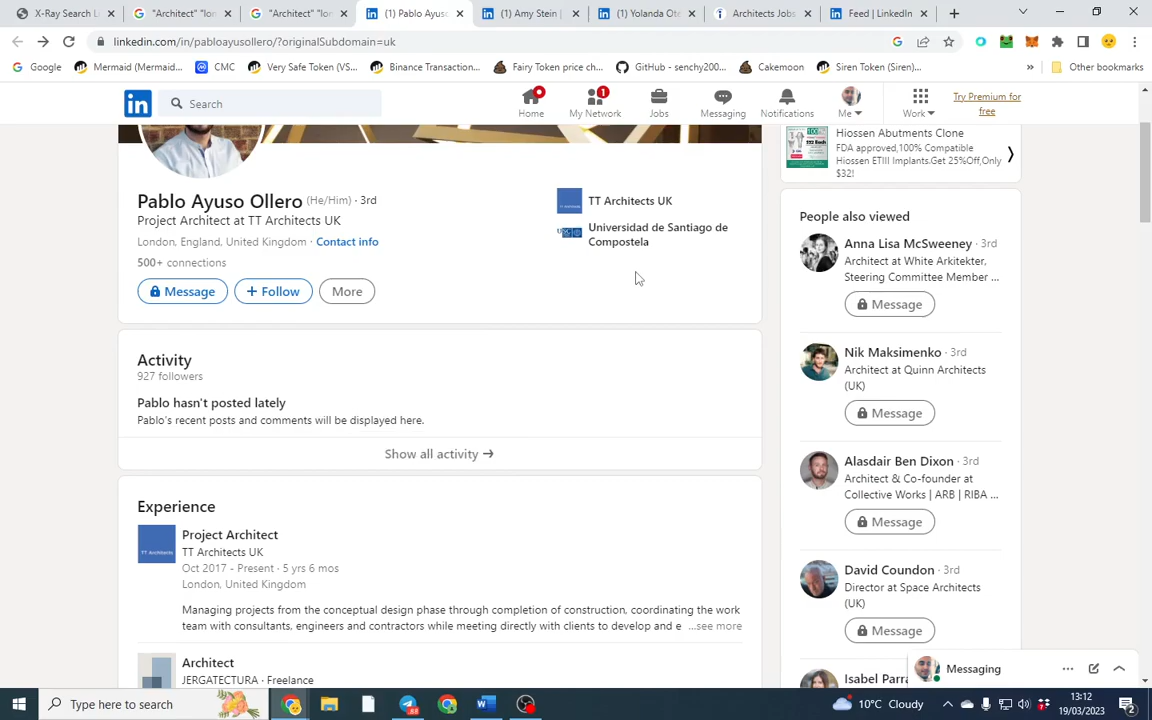 X-Ray Search Li
"Architect" "lon
"Architect" "lon
(1) Pablo Ayuso
(1) Amy Stein |
(1) Yolanda Ote
Architects Jobs
Feed | LinkedIn
linkedin.com/in/pabloayusollero/?originalSubdomain=uk
Google
Mermaid (Mermaid...
CMC
Very Safe Token (VS...
Binance Transaction...
Fairy Token price ch...
GitHub - senchy200...
Cakemoon
Siren Token (Siren)...
»
Other bookmarks
in
Search
Home
1
My Network
Jobs
Messaging
Notifications
Me
Work
Try Premium for
free
Hiossen Abutments Clone
FDA approved,100% Compatible
Hiossen ETIII Implants.Get 25%Off,Only
$32!
Pablo Ayuso Ollero (He/Him) · 3rd
Project Architect at TT Architects UK
London, England, United Kingdom · Contact info
500+ connections
Message
+ Follow
More
TT Architects UK
Universidad de Santiago de
Compostela
Activity
927 followers
Pablo hasn't posted lately
Pablo's recent posts and comments will be displayed here.
Show all activity →
Experience
TT Architects
Project Architect
TT Architects UK
Oct 2017 - Present · 5 yrs 6 mos
London, United Kingdom
Managing projects from the conceptual design phase through completion of construction, coordinating the work
team with consultants, engineers and contractors while meeting directly with clients to develop and e ...see more
Architect
JERGATECTURA · Freelance
People also viewed
Anna Lisa McSweeney · 3rd
Architect at White Arkitekter,
Steering Committee Member ...
Message
Nik Maksimenko · 3rd
Architect at Quinn Architects
(UK)
Message
Alasdair Ben Dixon · 3rd
Architect & Co-founder at
Collective Works | ARB | RIBA ...
Message
David Coundon · 3rd
Director at Space Architects
(UK)
Message
Isabel Parra
Messaging
Type here to search
10°C Cloudy
13:12
19/03/2023
2